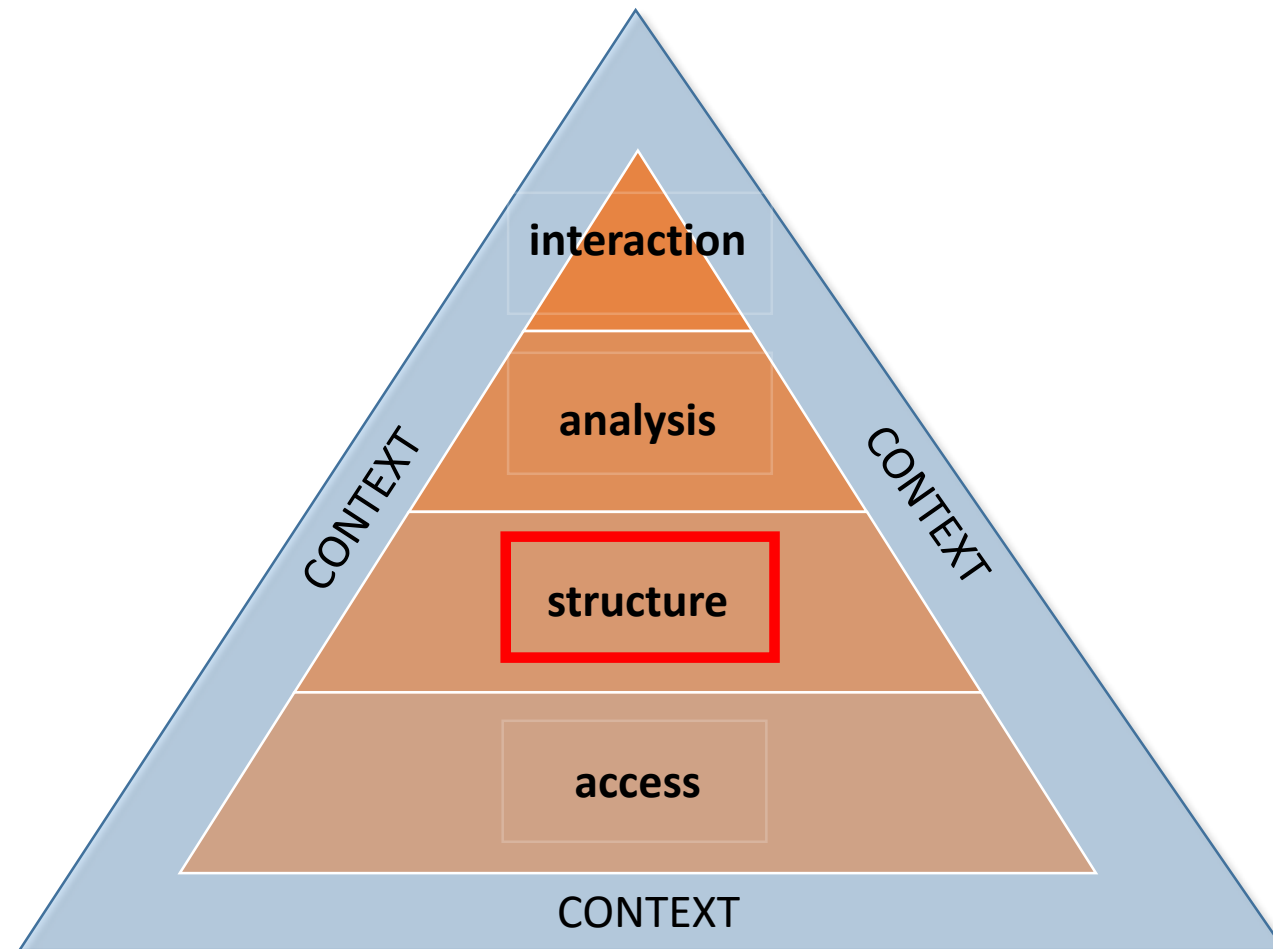 interaction
analysis
CONTEXT
CONTEXT
structure
access
CONTEXT